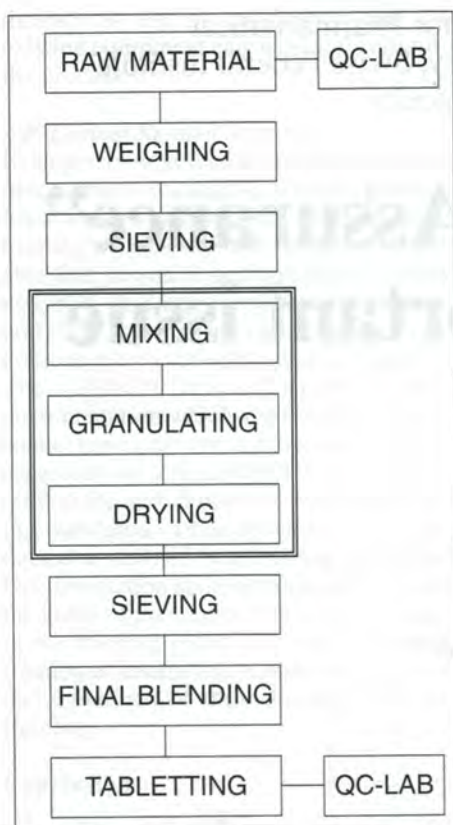 RAW MATERIAL QC-LAB
WEIGHING
SIEVING
MIXING
GRANULATING
DRYING
SIEVING
FINAL BLENDING
TABLETTING QC-LAB